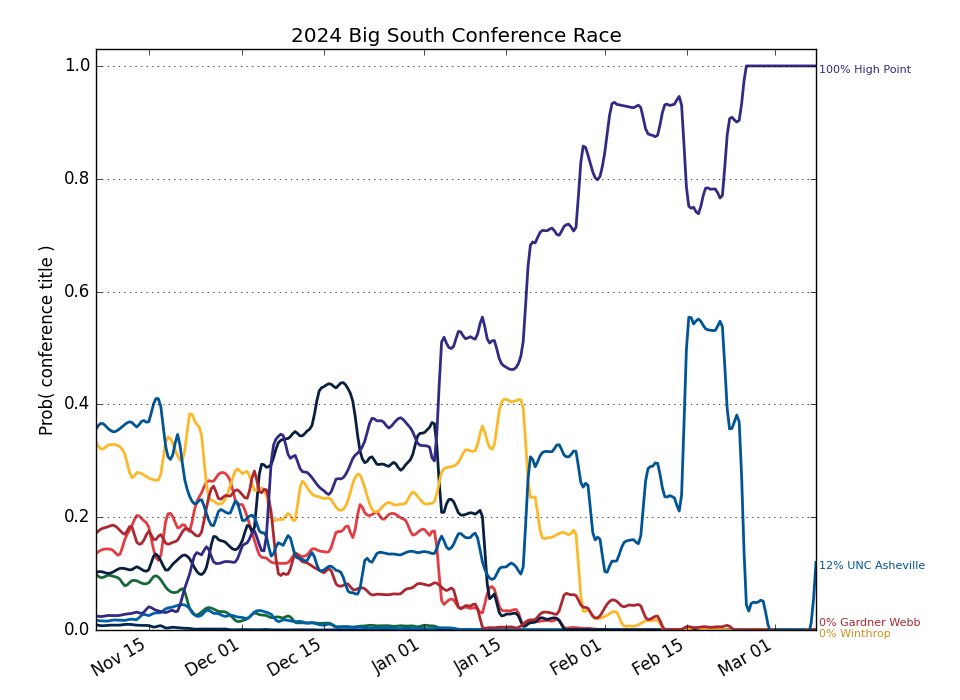 2024 Big South Conference Race
1.0
0.8
0.6
0.4
0.2
0.0
Prob( conference title )
Nov 15
Dec 01
Dec 15
Jan 01
Jan 15
Feb 01
Feb 15
Mar 01
100% High Point
12% UNC Asheville
0% Gardner Webb
0% Winthrop